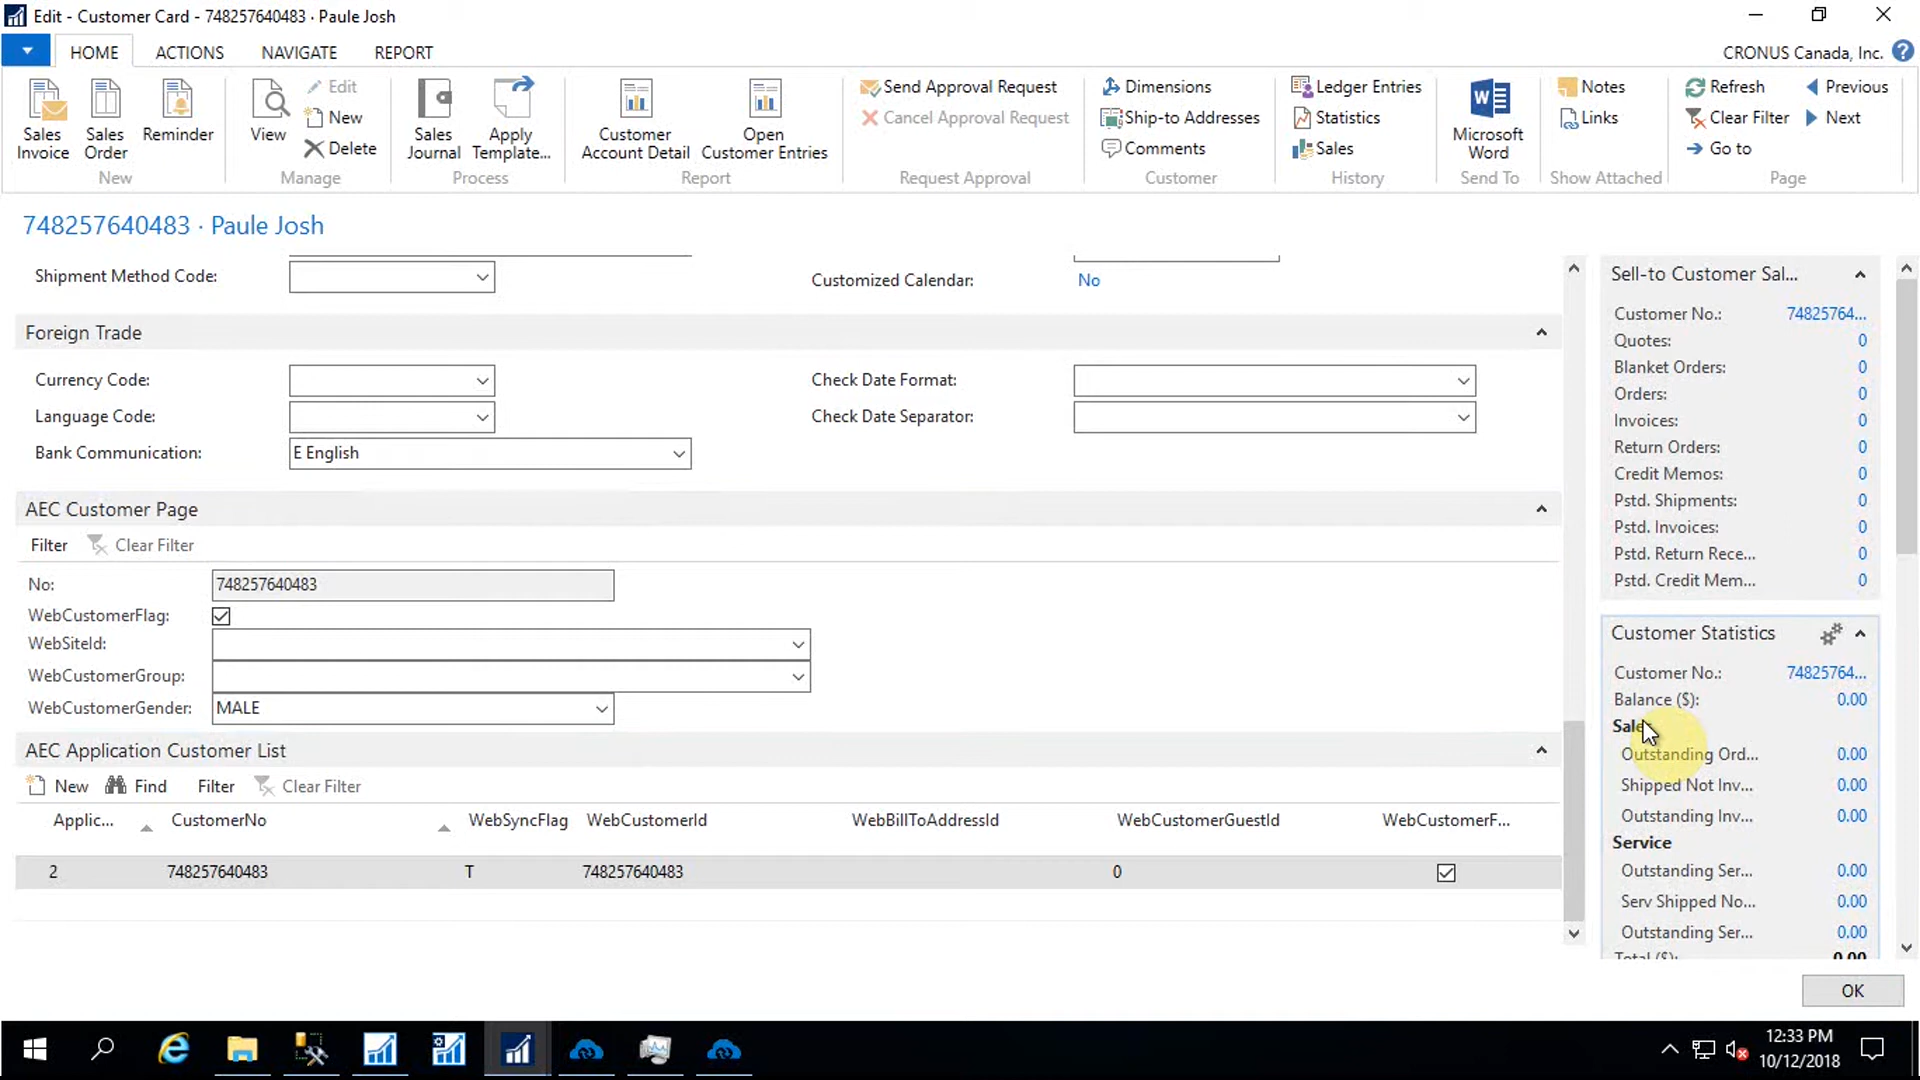 Edit - Customer Card - 748257640483 · Paule Josh
HOME ACTIONS NAVIGATE REPORT CRONUS Canada, Inc.
Sales Invoice
Sales Order
Reminder
New
View
Edit
New
Delete
Manage
Sales Journal
Apply Template...
Process
Customer Account Detail
Open Customer Entries
Report
Send Approval Request
Cancel Approval Request
Request Approval
Dimensions
Ship-to Addresses
Comments
Customer
Ledger Entries
Statistics
Sales
History
Microsoft Word
Send To
Notes
Links
Show Attached
Refresh
Clear Filter
Go to
Previous
Next
Page
748257640483 · Paule Josh
Shipment Method Code:
Customized Calendar: No
Foreign Trade
Currency Code:
Language Code:
Bank Communication: E English
Check Date Format:
Check Date Separator:
AEC Customer Page
Filter Clear Filter
No: 748257640483
WebCustomerFlag:
WebSiteId:
WebCustomerGroup:
WebCustomerGender: MALE
AEC Application Customer List
New Find Filter Clear Filter
Applic... CustomerNo WebSyncFlag WebCustomerId WebBillToAddressId WebCustomerGuestId WebCustomerF...
2 748257640483 T 748257640483 0
Sell-to Customer Sal...
Customer No.: 74825764...
Quotes: 0
Blanket Orders: 0
Orders: 0
Invoices: 0
Return Orders: 0
Credit Memos: 0
Pstd. Shipments: 0
Pstd. Invoices: 0
Pstd. Return Rece... 0
Pstd. Credit Mem... 0
Customer Statistics
Customer No.: 74825764...
Balance ($): 0.00
Sales
Outstanding Ord... 0.00
Shipped Not Inv... 0.00
Outstanding Inv... 0.00
Service
Outstanding Ser... 0.00
Serv Shipped No... 0.00
Outstanding Ser... 0.00
Total ($): 0.00
OK
12:33 PM
10/12/2018